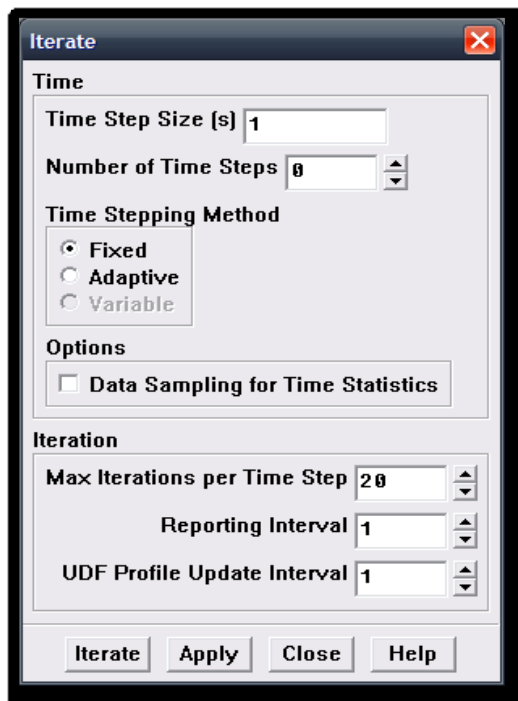 Iterate
Time
Time Step Size (s) 1
Number of Time Steps 0
Time Stepping Method
Fixed
Adaptive
Variable
Options
Data Sampling for Time Statistics
Iteration
Max Iterations per Time Step 20
Reporting Interval 1
UDF Profile Update Interval 1
Iterate Apply Close Help